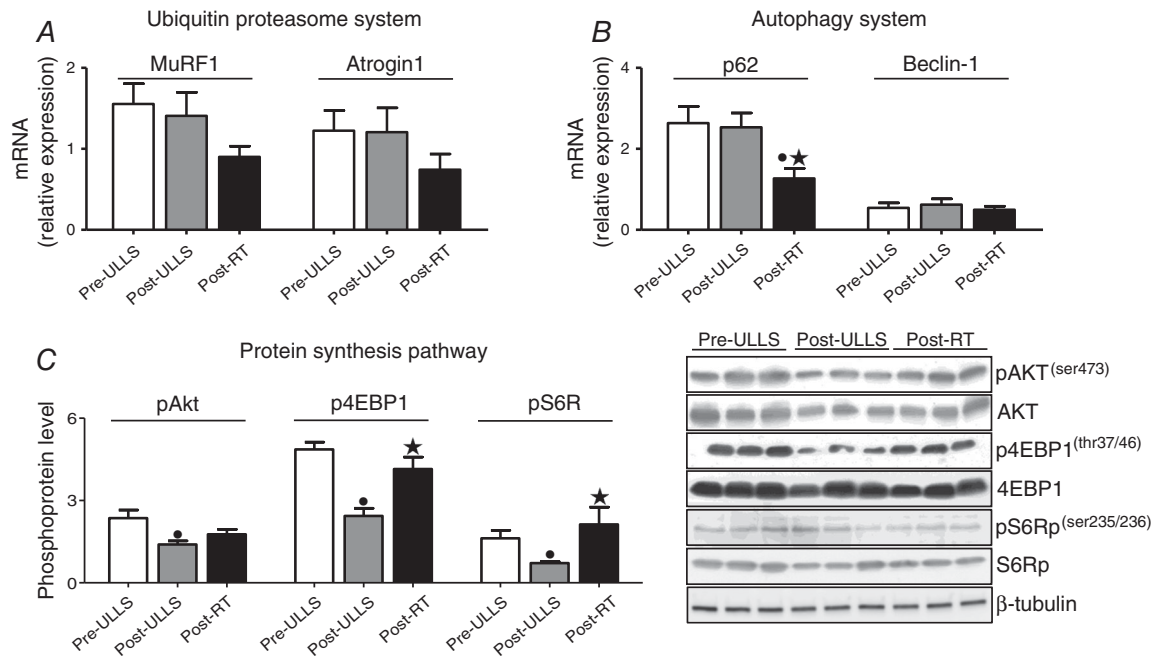 A
Ubiquitin proteasome system
MuRF1
Atrogin1
mRNA
(relative expression)
2
1
0
Pre-ULLS
Post-ULLS
Post-RT
Pre-ULLS
Post-ULLS
Post-RT
B
Autophagy system
p62
Beclin-1
mRNA
(relative expression)
4
2
0
●★
Pre-ULLS
Post-ULLS
Post-RT
Pre-ULLS
Post-ULLS
Post-RT
C
Protein synthesis pathway
pAkt
p4EBP1
pS6R
Phosphoprotein level
6
3
0
●
●
★
●
★
Pre-ULLS
Post-ULLS
Post-RT
Pre-ULLS
Post-ULLS
Post-RT
Pre-ULLS
Post-ULLS
Post-RT
Pre-ULLS Post-ULLS Post-RT
pAKT(ser473)
AKT
p4EBP1(thr37/46)
4EBP1
pS6Rp(ser235/236)
S6Rp
β-tubulin